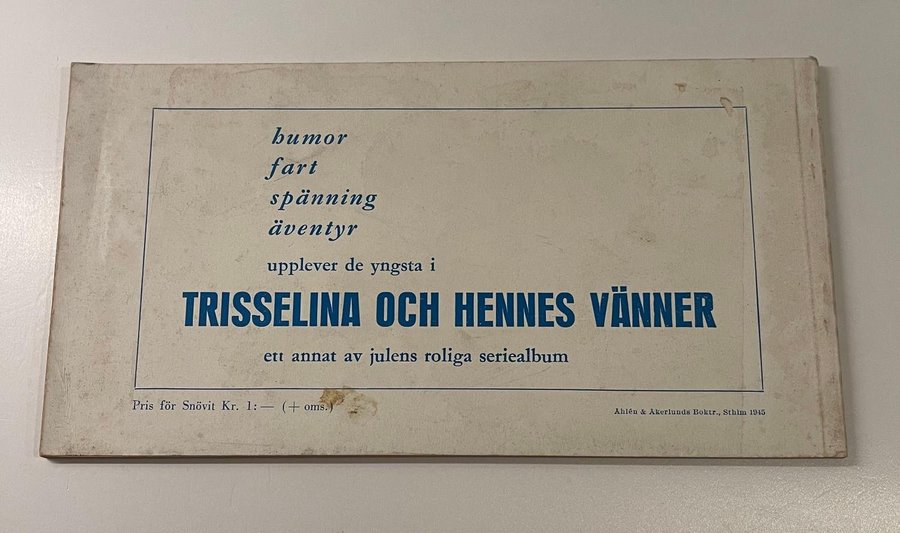 humor
fart
spänning
äventyr
upplever de yngsta i
TRISSELINA OCH HENNES VÄNNER
ett annat av julens roliga seriealbum
Pris för Snövit Kr. 1:— (+ oms.)
Åhlén & Åkerlunds Boktr., Sthlm 1945